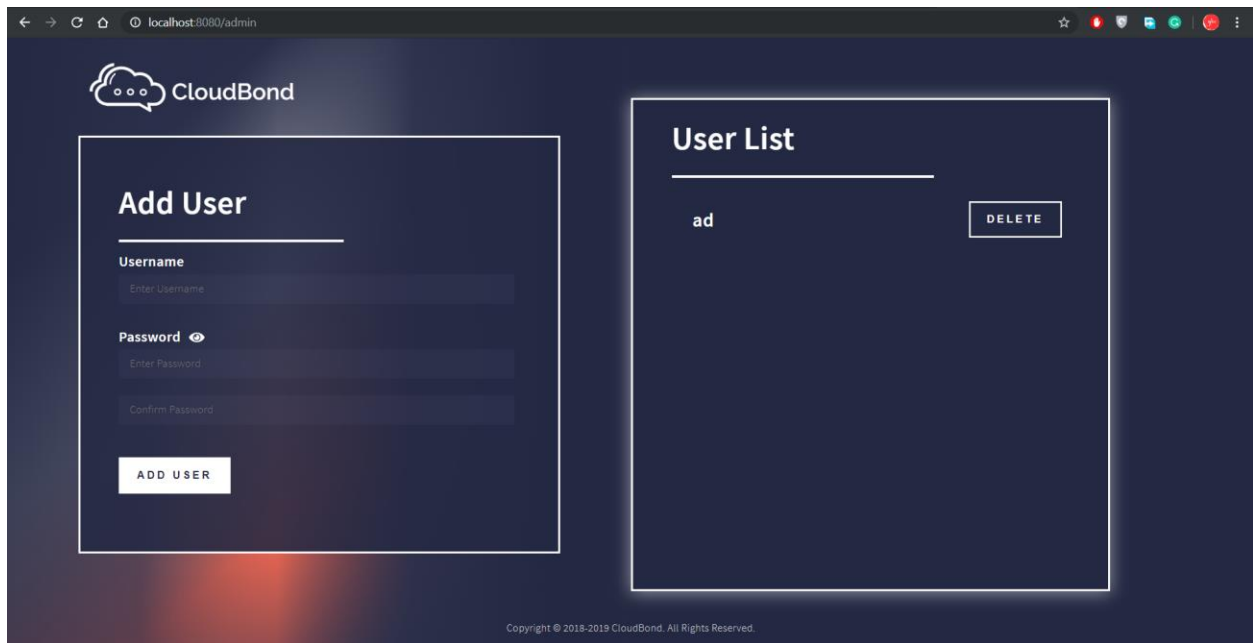 localhost:8080/admin
CloudBond
Add User
Username
Enter Username
Password
Enter Password
Confirm Password
ADD USER
User List
ad
DELETE
Copyright © 2018-2019 CloudBond. All Rights Reserved.